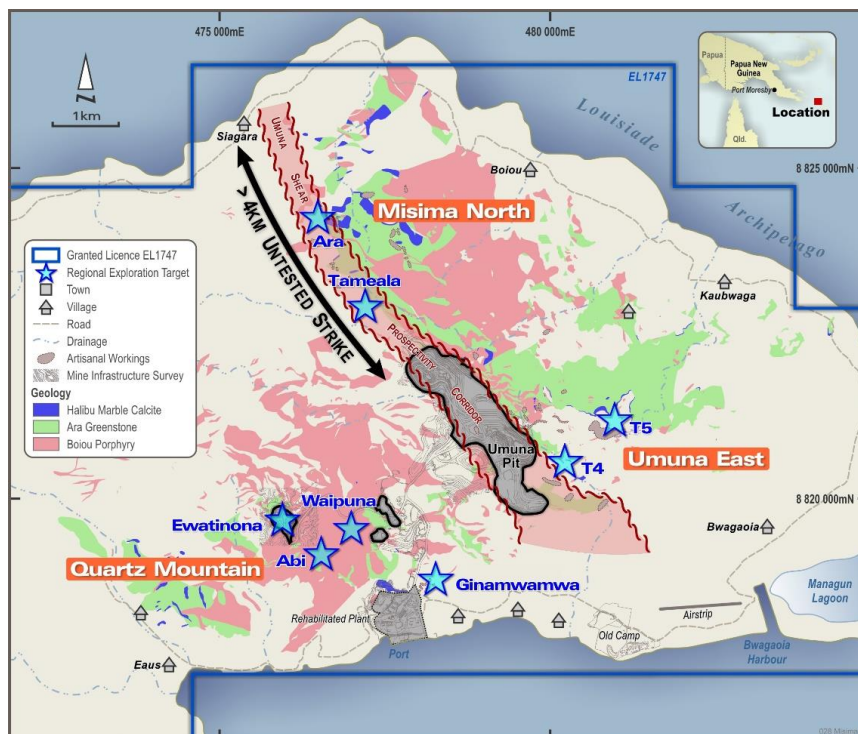 475 000mE
480 000mE
EL1747
Papua
Papua New
Guinea
Port Moresby
Location
Qld.
N
1km
Siagara
UMUNA
SHEAR
Louisiade
Archipelago
8 825 000mN
Boiou
Misima North
Ara
> 4KM UNTESTED STRIKE
Tameala
Kaubwaga
PROSPECTIVITY
CORRIDOR
Granted Licence EL1747
Regional Exploration Target
Town
Village
Road
Drainage
Artisanal Workings
Mine Infrastructure Survey
Geology
Halibu Marble Calcite
Ara Greenstone
Boiou Porphyry
T5
Umuna
Pit
T4
Umuna East
8 820 000mN
Waipuna
Ewatinona
Bwagaoia
Abi
Quartz Mountain
Ginamwamwa
Managun
Lagoon
Rehabilitated Plant
Airstrip
Old Camp
Eaus
Port
Bwagaoia
Harbour